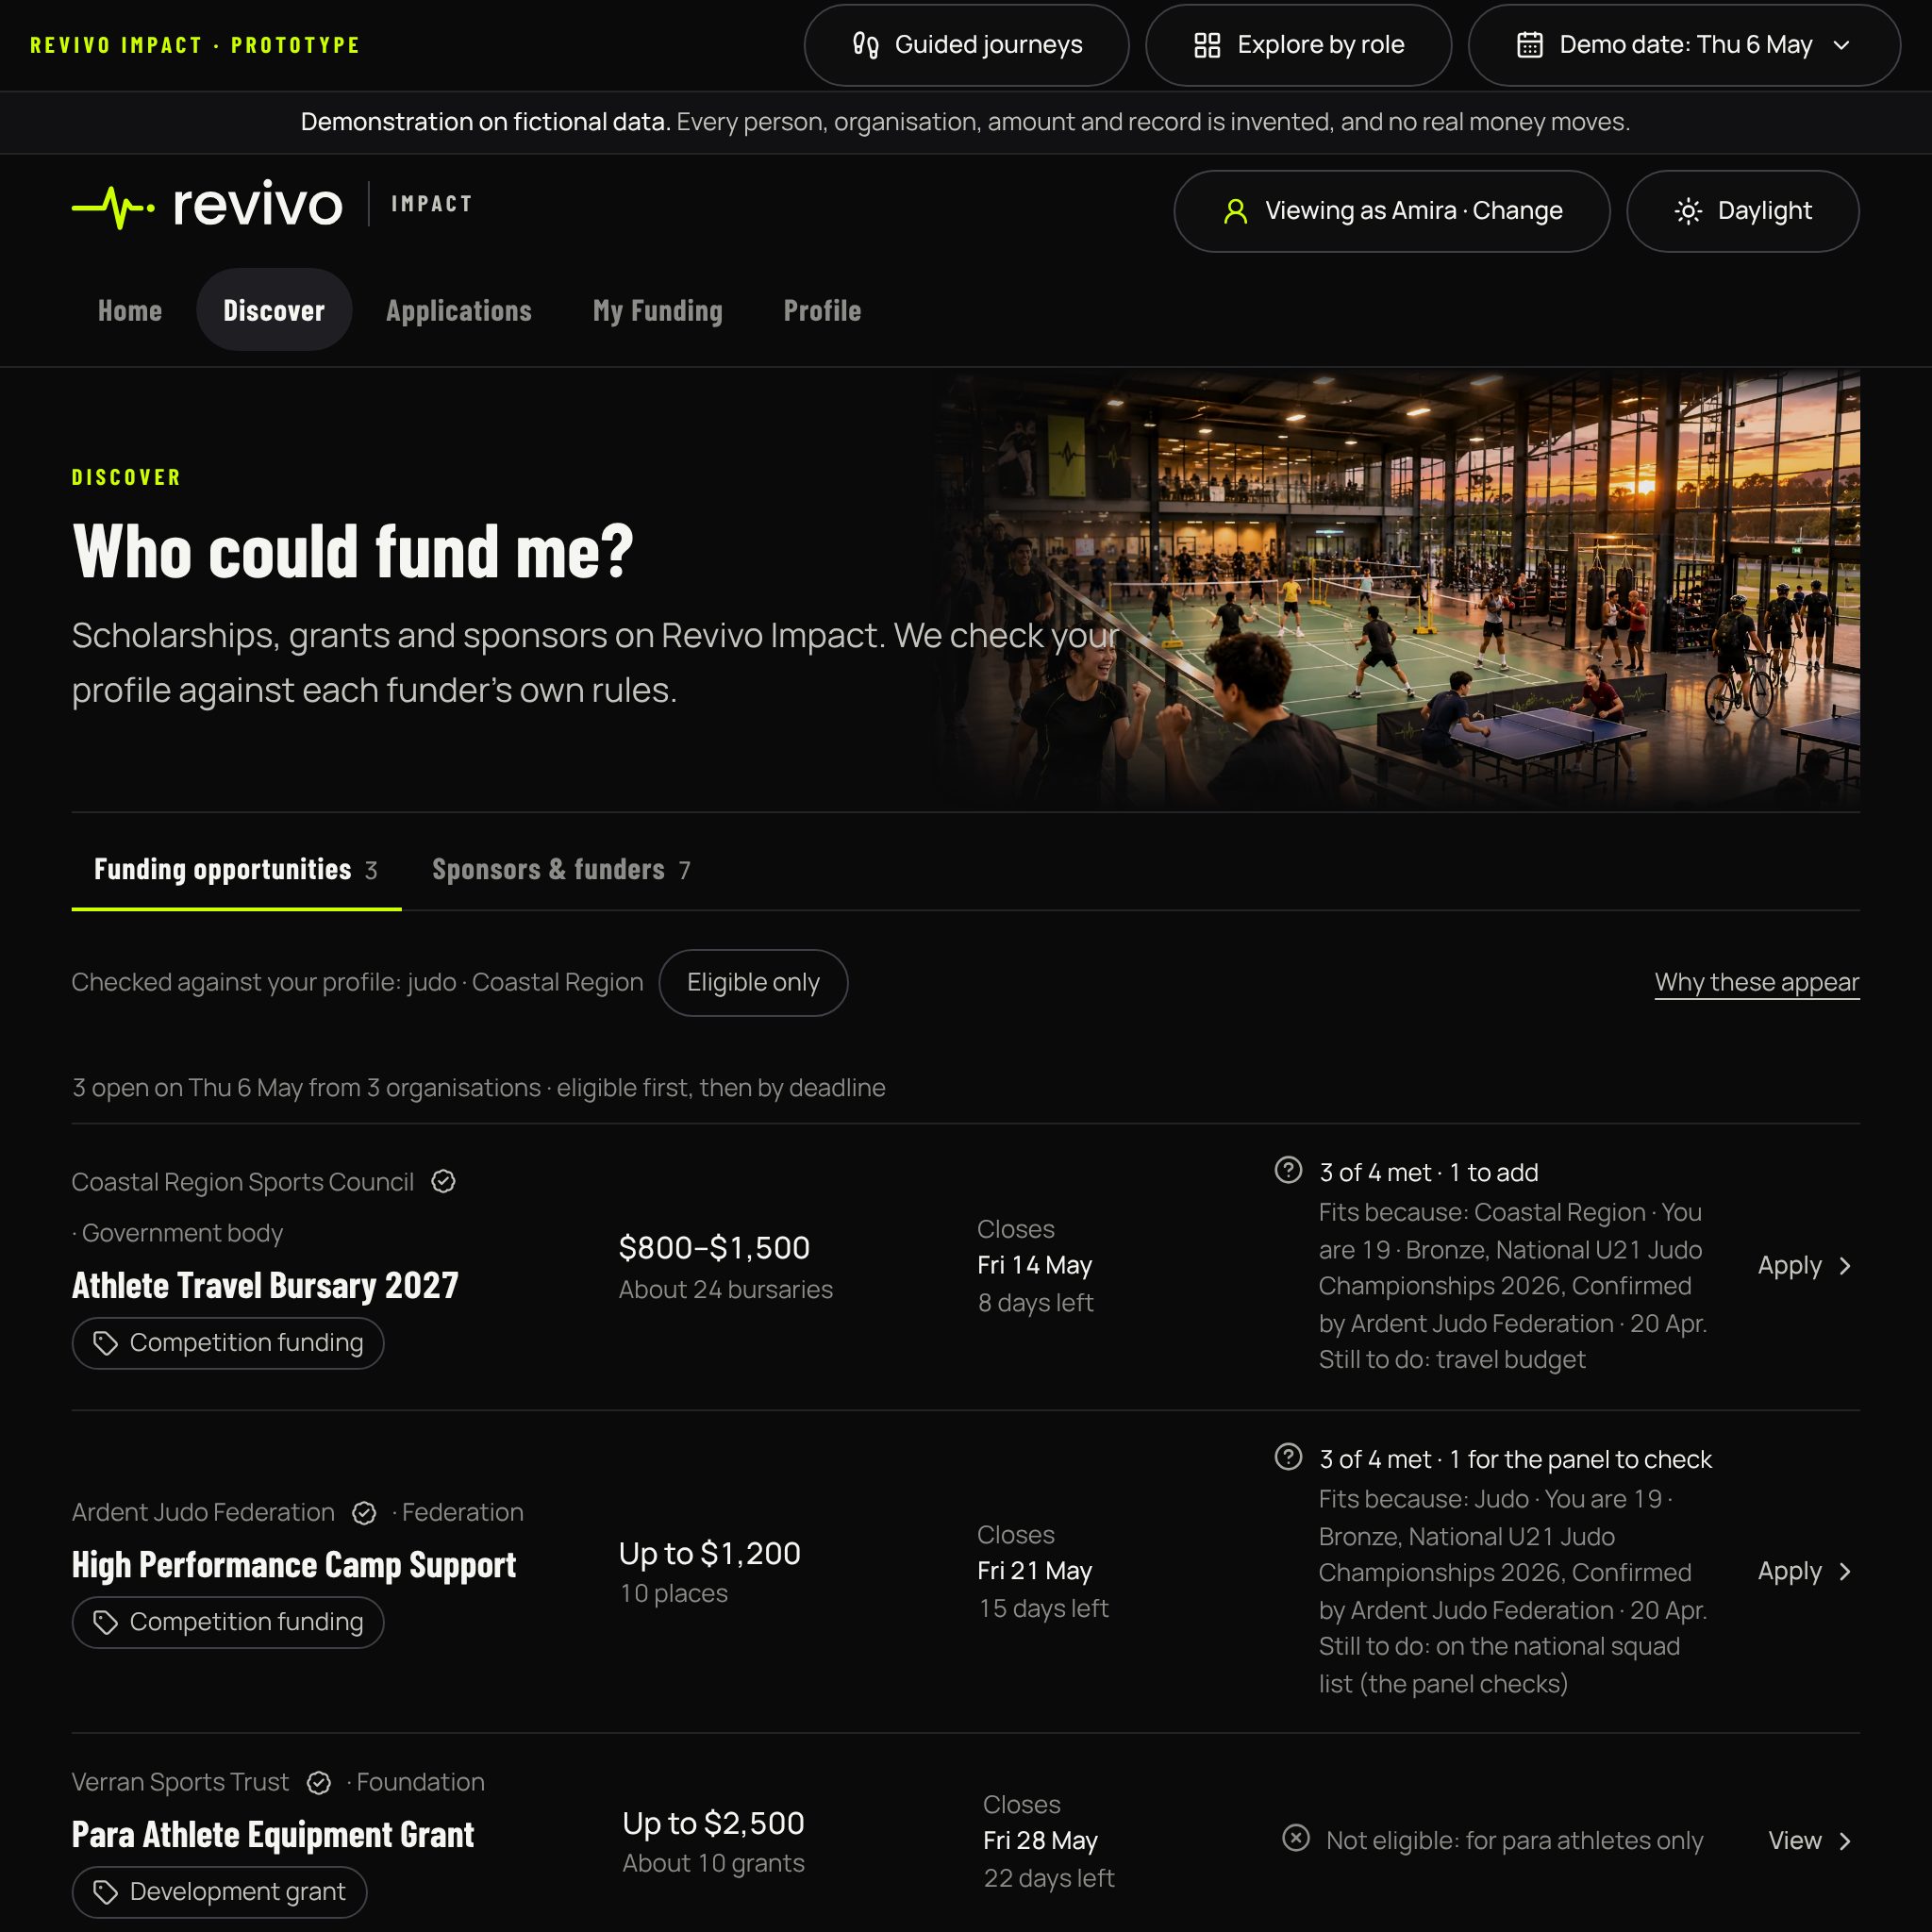 REVIVO IMPACT · PROTOTYPE
Guided journeys
Explore by role
Demo date: Thu 6 May
Demonstration on fictional data. Every person, organisation, amount and record is invented, and no real money moves.
revivo
IMPACT
Viewing as Amira · Change
Daylight
Home
Discover
Applications
My Funding
Profile
DISCOVER
Who could fund me?
Scholarships, grants and sponsors on Revivo Impact. We check your
profile against each funder’s own rules.
Funding opportunities 3
Sponsors & funders 7
Checked against your profile: judo · Coastal Region
Eligible only
Why these appear
3 open on Thu 6 May from 3 organisations · eligible first, then by deadline
Coastal Region Sports Council
· Government body
Athlete Travel Bursary 2027
Competition funding
$800–$1,500
About 24 bursaries
Closes
Fri 14 May
8 days left
3 of 4 met · 1 to add
Fits because: Coastal Region · You
are 19 · Bronze, National U21 Judo
Championships 2026, Confirmed
by Ardent Judo Federation · 20 Apr.
Still to do: travel budget
Apply
Ardent Judo Federation · Federation
High Performance Camp Support
Competition funding
Up to $1,200
10 places
Closes
Fri 21 May
15 days left
3 of 4 met · 1 for the panel to check
Fits because: Judo · You are 19 ·
Bronze, National U21 Judo
Championships 2026, Confirmed
by Ardent Judo Federation · 20 Apr.
Still to do: on the national squad
list (the panel checks)
Apply
Verran Sports Trust · Foundation
Para Athlete Equipment Grant
Development grant
Up to $2,500
About 10 grants
Closes
Fri 28 May
22 days left
Not eligible: for para athletes only
View